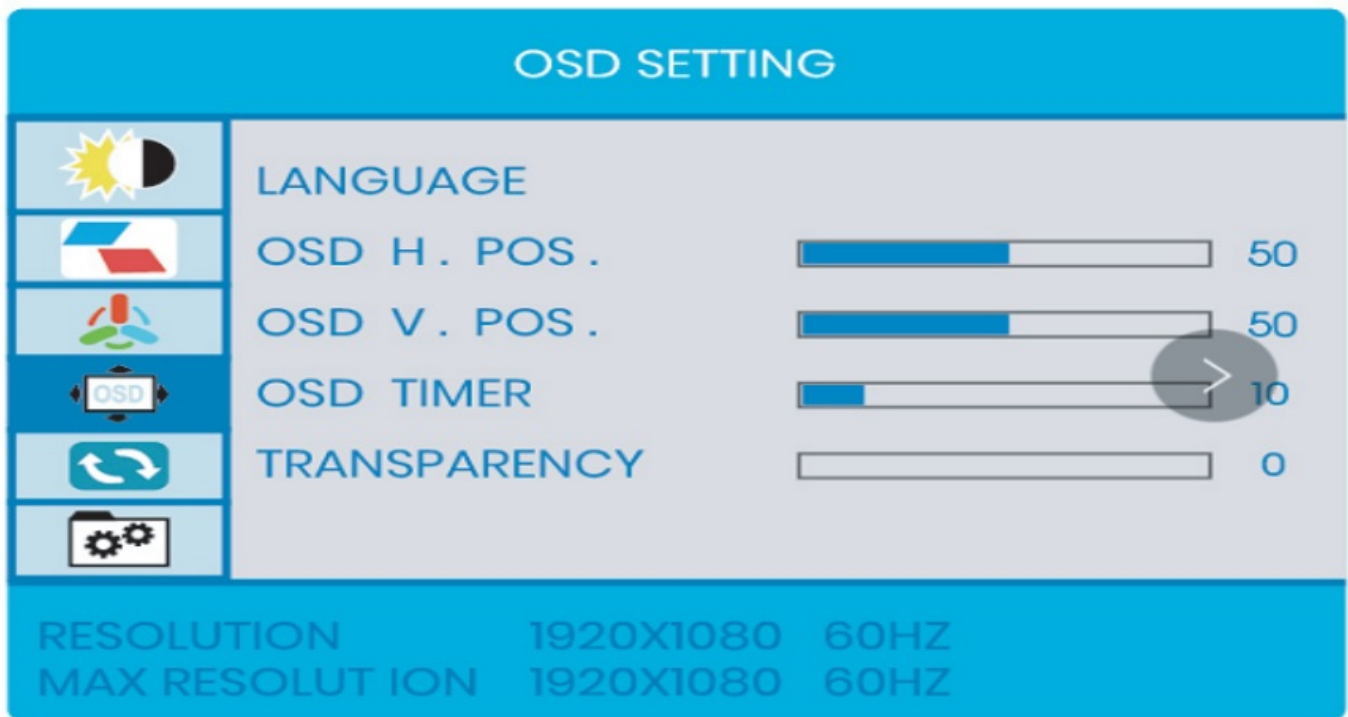 OSD SETTING
LANGUAGE
OSD H. POS. 50
OSD V. POS. 50
OSD
OSD TIMER 10
TRANSPARENCY 0
RESOLUTION 1920X1080 60HZ
MAX RESOLUT ION 1920X1080 60HZ